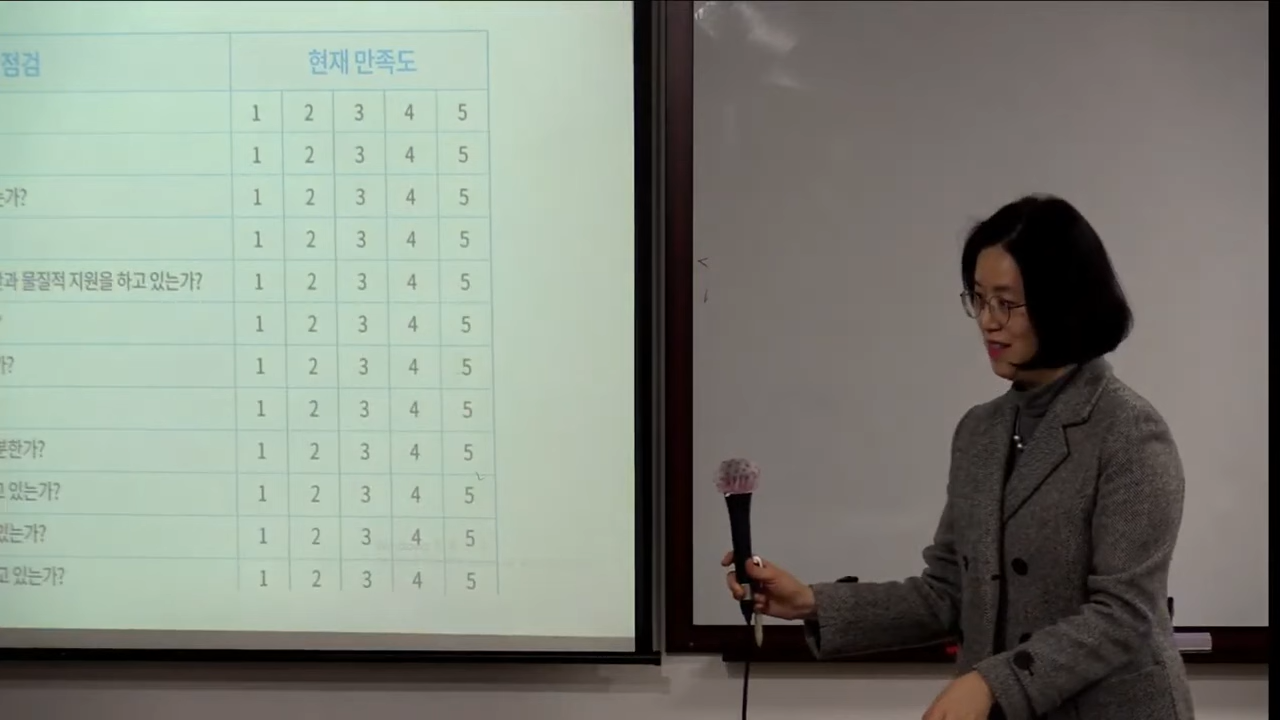 점검 현재 만족도
1 2 3 4 5
1 2 3 4 5
는가? 1 2 3 4 5
1 2 3 4 5
물질적 지원을 하고 있는가? 1 2 3 4 5
? 1 2 3 4 5
가? 1 2 3 4 5
1 2 3 4 5
분한가? 1 2 3 4 5
고 있는가? 1 2 3 4 5
있는가? 1 2 3 4 5
고 있는가? 1 2 3 4 5